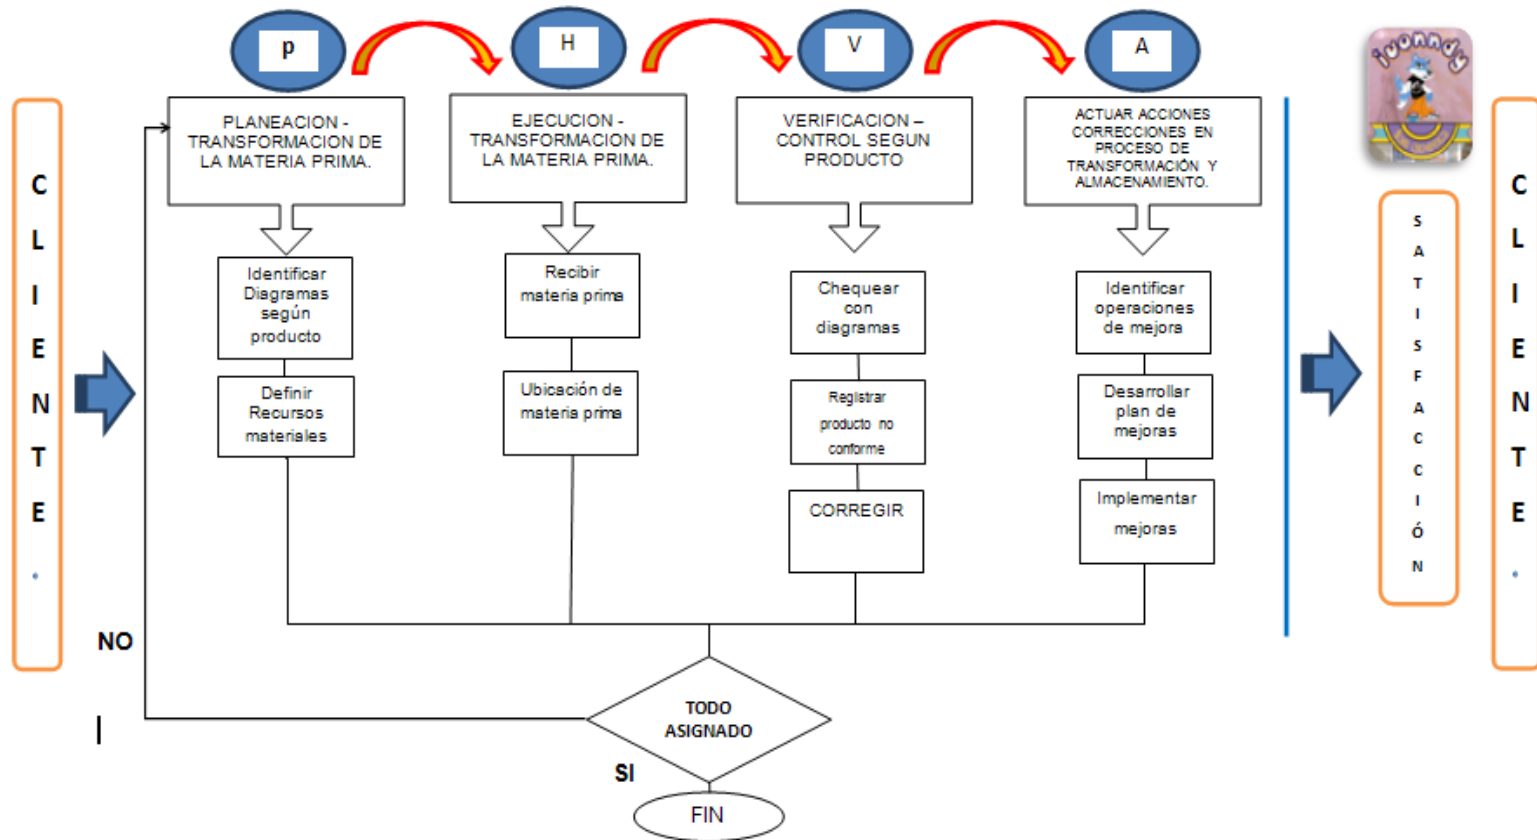 p
H
V
A
ivonndy
PLANEACION -
TRANSFORMACION DE
LA MATERIA PRIMA.
EJECUCION -
TRANSFORMACION DE
LA MATERIA PRIMA.
VERIFICACION –
CONTROL SEGUN
PRODUCTO
ACTUAR ACCIONES
CORRECCIONES EN
PROCESO DE
TRANSFORMACIÓN Y
ALMACENAMIENTO.
C
L
I
E
N
T
E
.
Identificar
Diagramas
según
producto
Definir
Recursos
materiales
Recibir
materia prima
Ubicación de
materia prima
Chequear
con
diagramas
Registrar
producto no
conforme
CORREGIR
Identificar
operaciones
de mejora
Desarrollar
plan de
mejoras
Implementar
mejoras
S
A
T
I
S
F
A
C
C
I
Ó
N
C
L
I
E
N
T
E
.
NO
TODO
ASIGNADO
SI
FIN